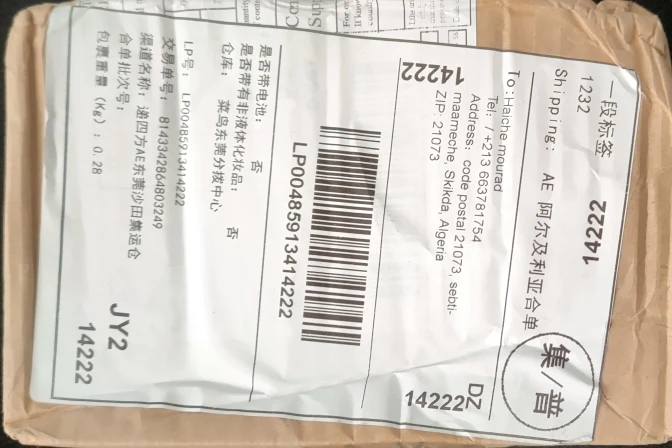 一段标签
1232
14222
Shipping: AE 阿尔及利亚合单
集/普
To:Haiche mourad
Tel: /+213 663781754
Address: code postal 21073, sebti-
maameche, Skikda, Algeria
ZIP: 21073
14222
DZ
14222
LP00485913414222
是否带电池: 否
是否带有非液体化妆品: 否
仓库: 菜鸟东莞分拨中心
LP号: LP00485913414222
交易单号: 8143342864803249
渠道名称: 递四方AE东莞沙田集运仓
合单批次号:
包裹重量 (Kg): 0.28
JY2
14222